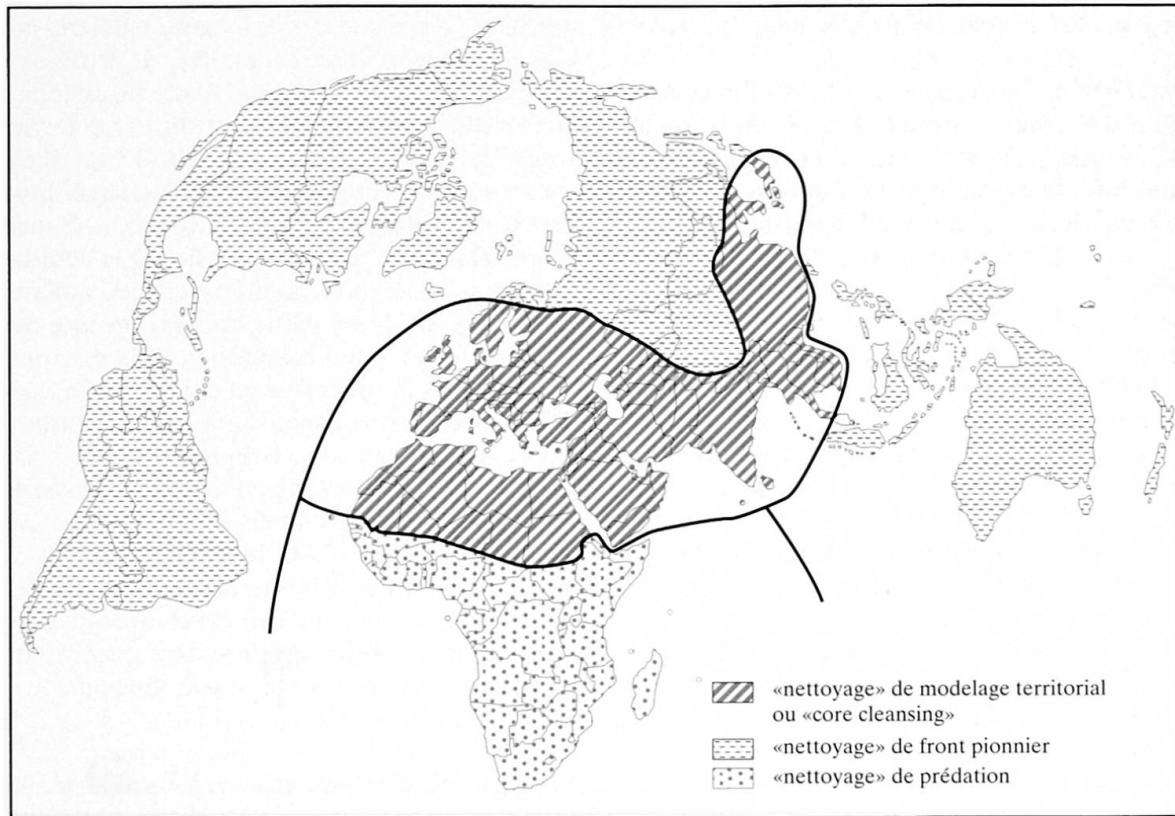 «nettoyage» de modelage territorial
ou «core cleansing»
«nettoyage» de front pionnier
«nettoyage» de prédation